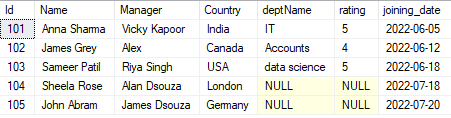 Id Name Manager Country deptName rating joining_date
101 Anna Sharma Vicky Kapoor India IT 5 2022-06-05
102 James Grey Alex Canada Accounts 4 2022-06-12
103 Sameer Patil Riya Singh USA data science 5 2022-06-18
104 Sheela Rose Alan Dsouza London NULL NULL 2022-07-18
105 John Abram James Dsouza Germany NULL NULL 2022-07-20